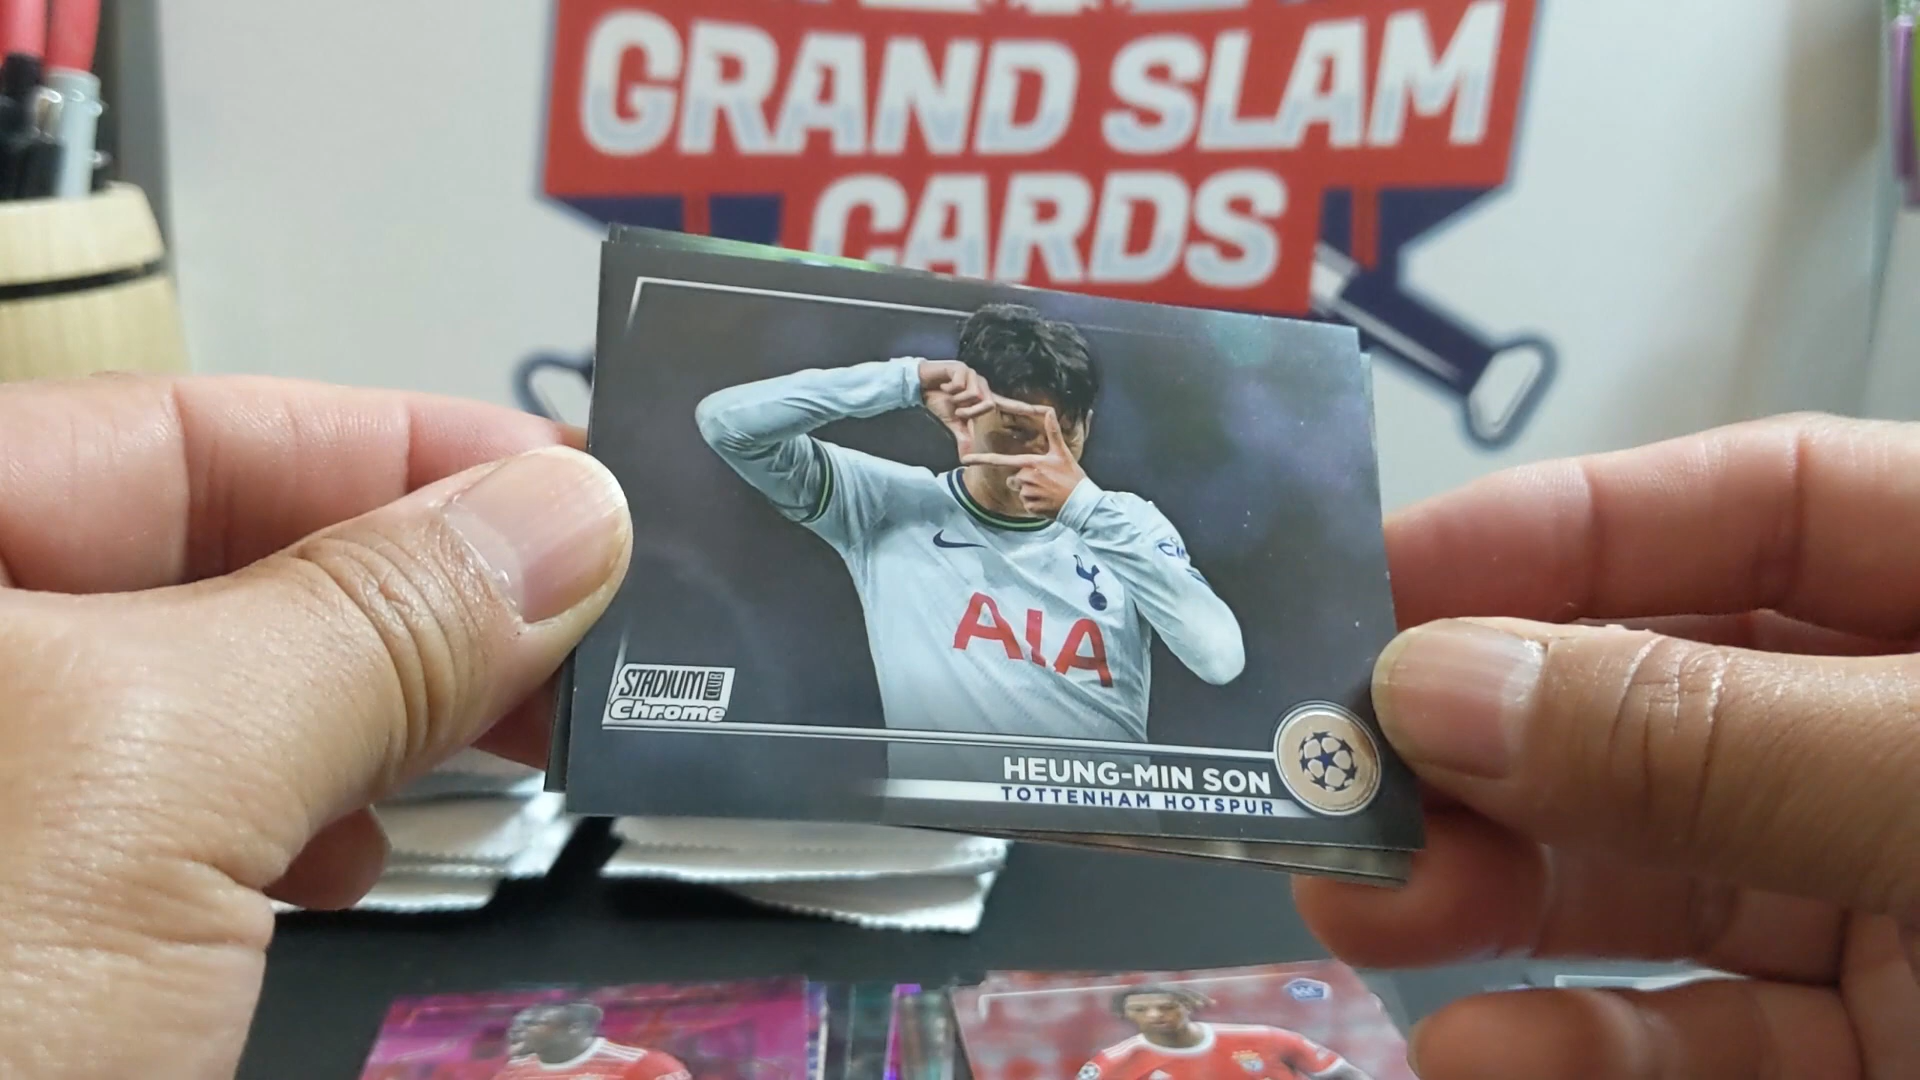 GRAND SLAM
CARDS
AIA
STADIUM CLUB
Chrome
HEUNG-MIN SON
TOTTENHAM HOTSPUR